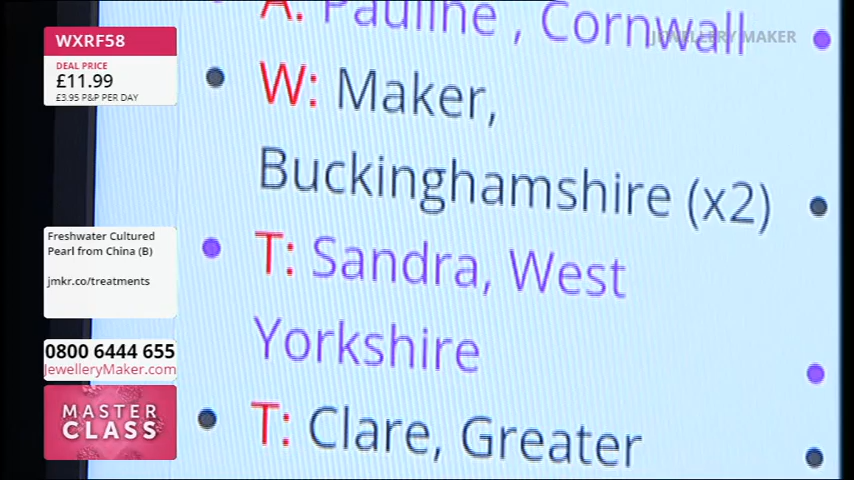 WXRF58
DEAL PRICE
£11.99
£3.95 P&P PER DAY
Freshwater Cultured
Pearl from China (B)
jmkr.co/treatments
0800 6444 655
JewelleryMaker.com
MASTER
CLASS
JEWELLERY MAKER
A: Pauline , Cornwall
W: Maker,
Buckinghamshire (x2)
T: Sandra, West
Yorkshire
T: Clare, Greater